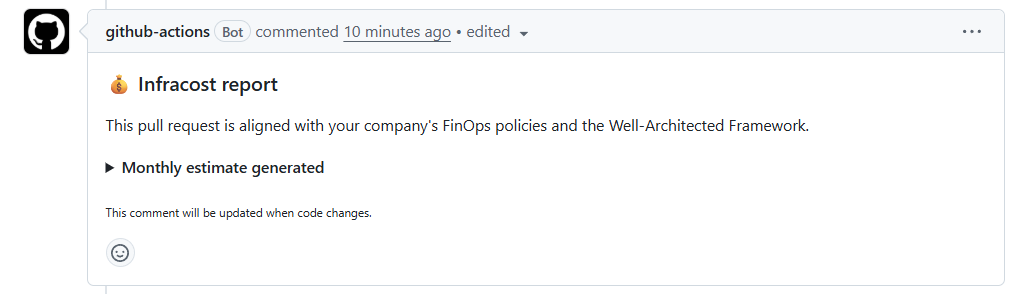 github-actions Bot commented 10 minutes ago • edited
💰 Infracost report
This pull request is aligned with your company's FinOps policies and the Well-Architected Framework.
Monthly estimate generated
This comment will be updated when code changes.